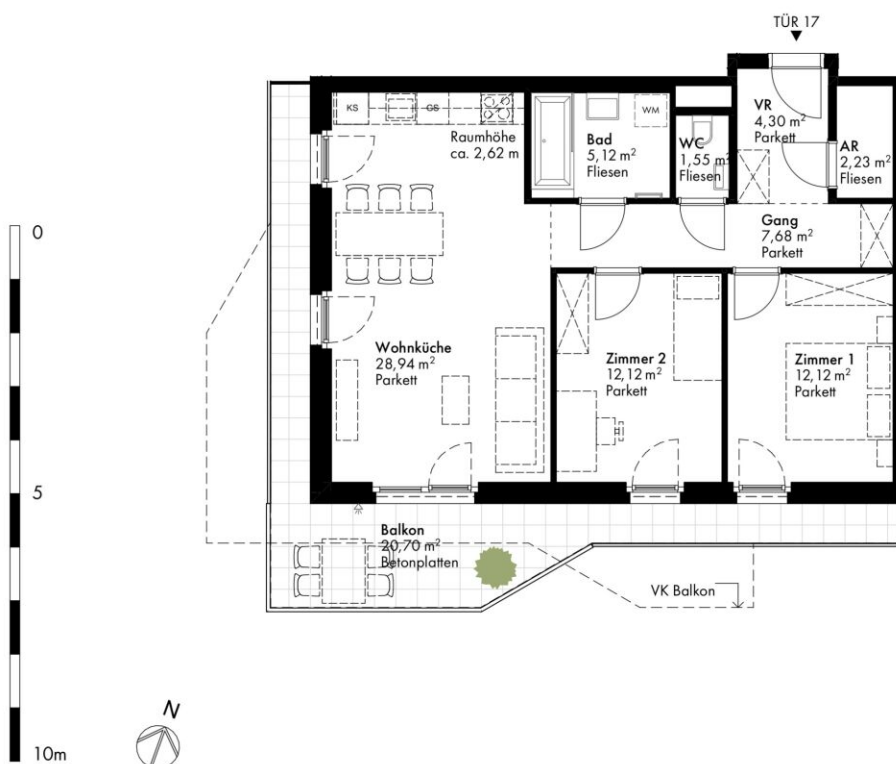 TÜR 17
KS
GS
Raumhöhe
ca. 2,62 m
Bad
5,12 m²
Fliesen
WM
WC
1,55 m²
Fliesen
VR
4,30 m²
Parkett
AR
2,23 m²
Fliesen
Gang
7,68 m²
Parkett
Wohnküche
28,94 m²
Parkett
Zimmer 2
12,12 m²
Parkett
Zimmer 1
12,12 m²
Parkett
Balkon
20,70 m²
Betonplatten
VK Balkon
0
5
10m
N